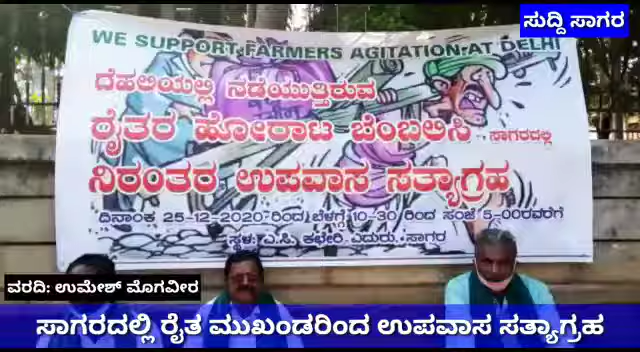 ಸುದ್ದಿ ಸಾಗರ
WE SUPPORT FARMERS AGITATION AT DELHI
ದೆಹಲಿಯಲ್ಲಿ ನಡೆಯುತ್ತಿರುವ
ರೈತರ ಹೋರಾಟ ಬೆಂಬಲಿಸಿ ಸಾಗರದಲ್ಲಿ
ನಿರಂತರ ಉಪವಾಸ ಸತ್ಯಾಗ್ರಹ
ದಿನಾಂಕ 25-12-2020 ರಿಂದ ಬೆಳಗ್ಗೆ 10-30 ರಿಂದ ಸಂಜೆ 5-00ರವರೆಗೆ
ಸ್ಥಳ: ಎ.ಸಿ. ಕಛೇರಿ ಎದುರು. ಸಾಗರ
ವರದಿ: ಉಮೇಶ್ ಮೊಗವೀರ
ಸಾಗರದಲ್ಲಿ ರೈತ ಮುಖಂಡರಿಂದ ಉಪವಾಸ ಸತ್ಯಾಗ್ರಹ